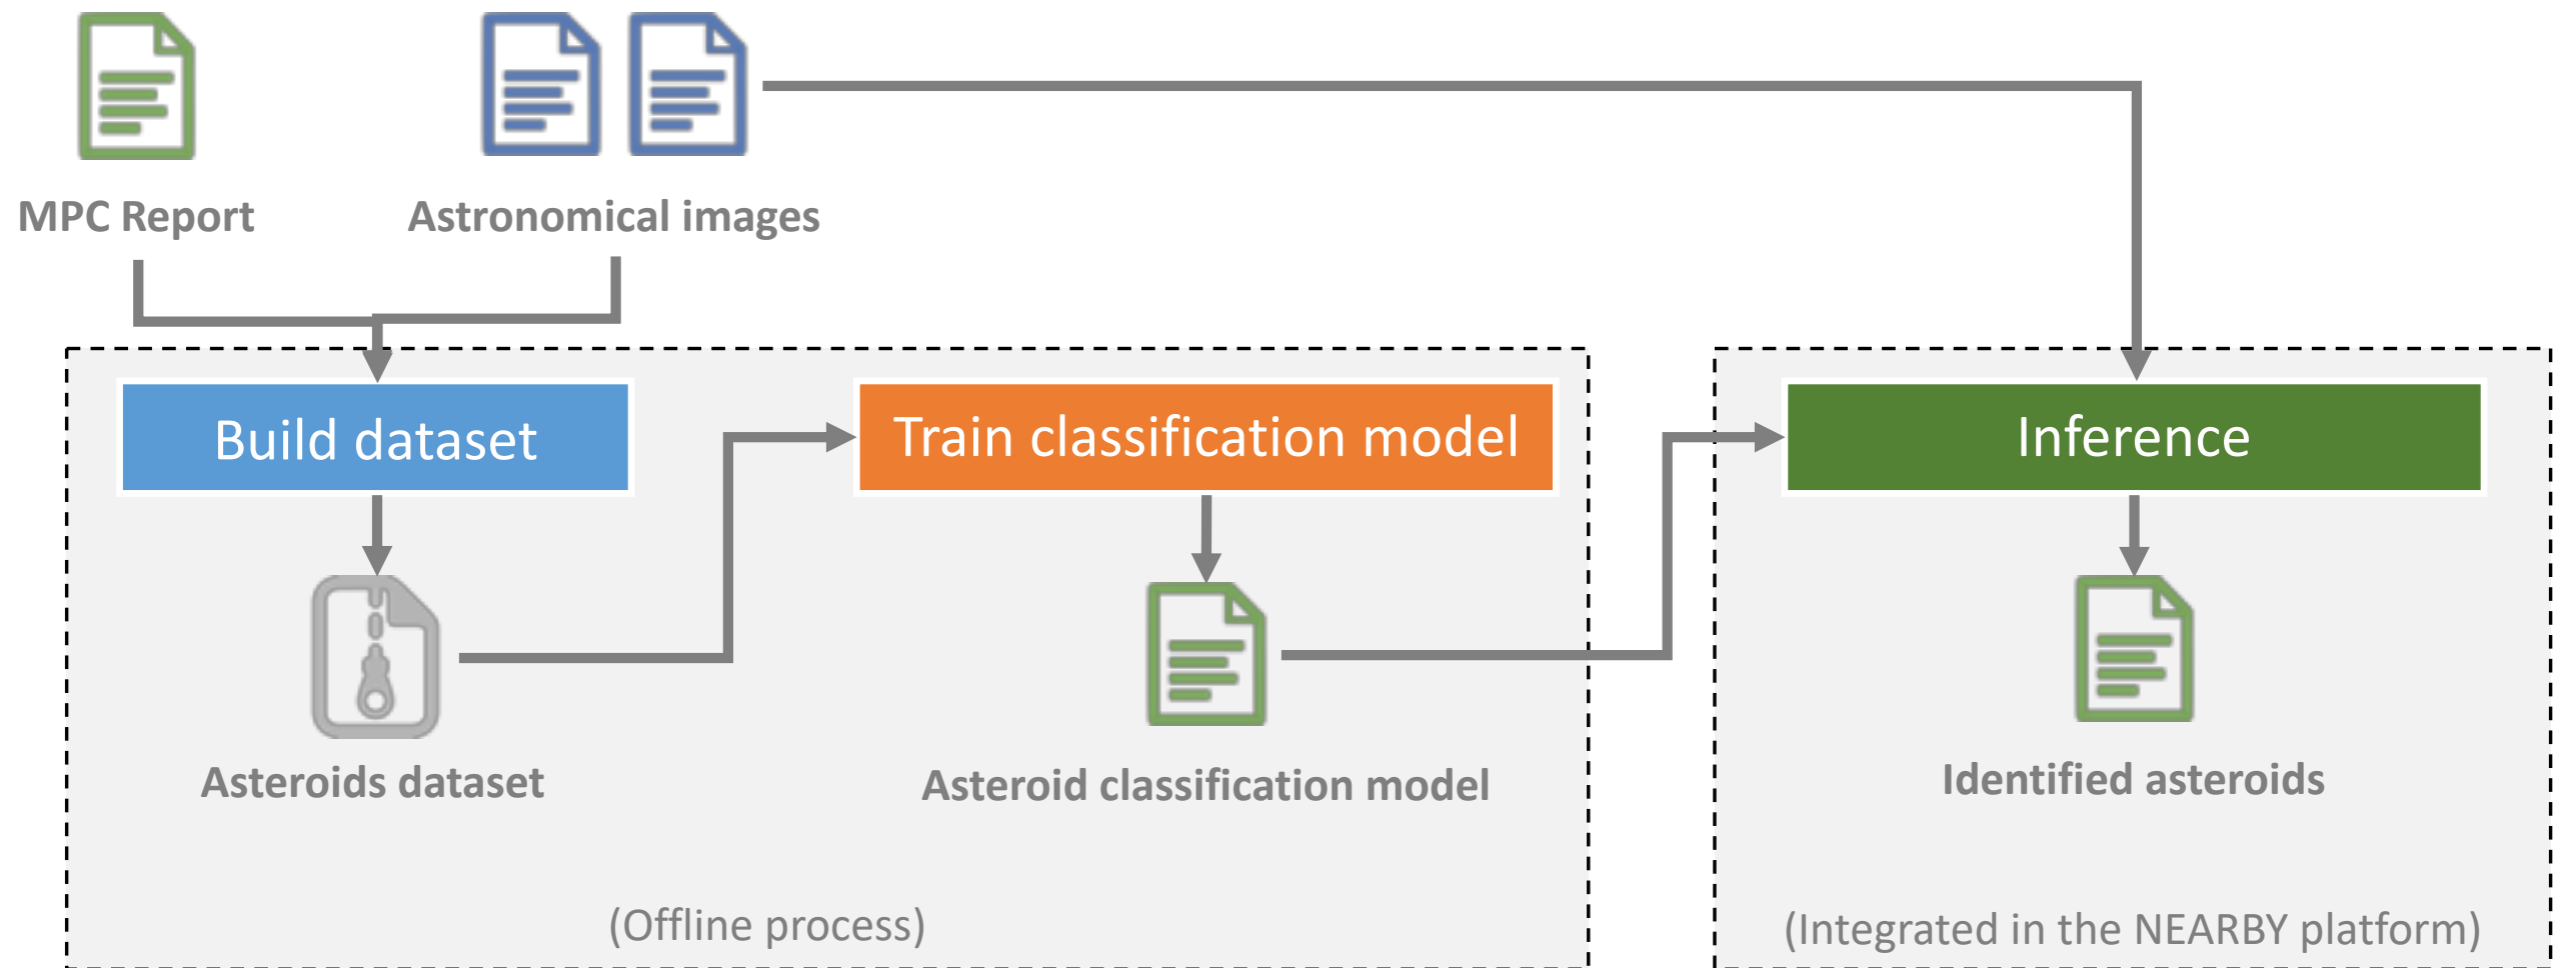 MPC Report
Astronomical images
Build dataset
Train classification model
Inference
Asteroids dataset
Asteroid classification model
Identified asteroids
(Offline process)
(Integrated in the NEARBY platform)